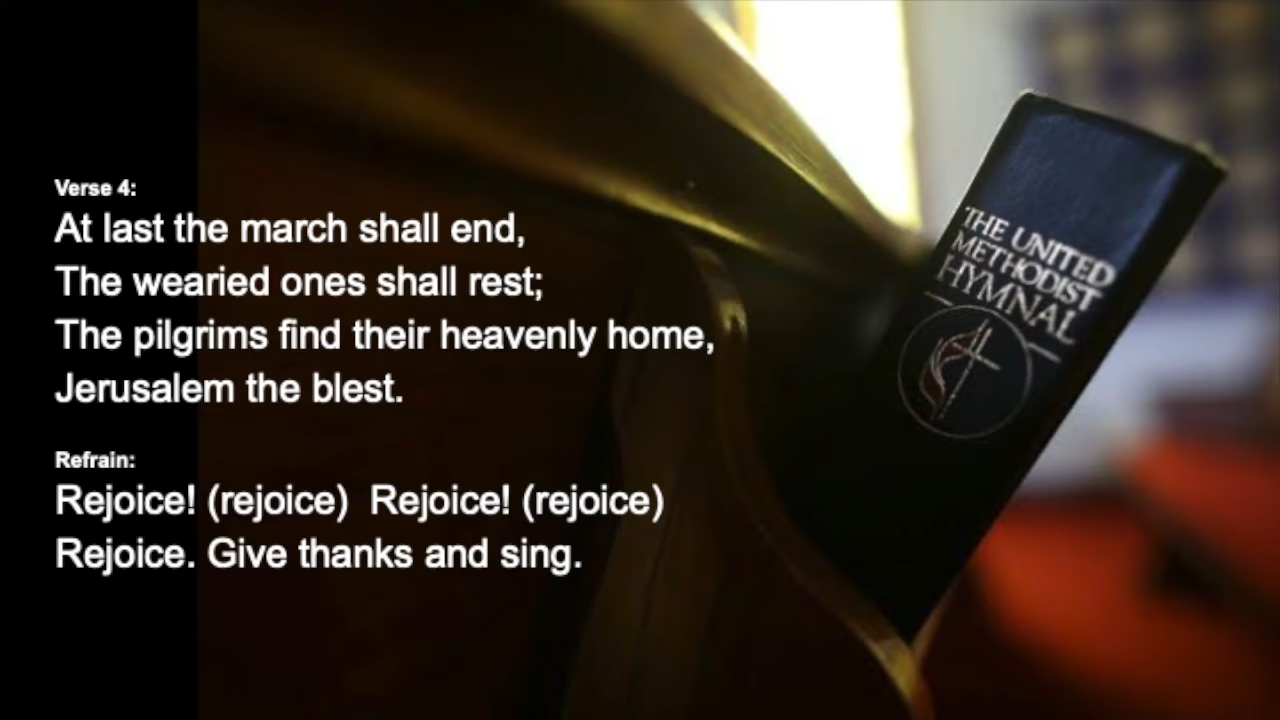 Verse 4:
At last the march shall end,
The wearied ones shall rest;
The pilgrims find their heavenly home,
Jerusalem the blest.
Refrain:
Rejoice! (rejoice)  Rejoice! (rejoice)
Rejoice. Give thanks and sing.
THE UNITED
METHODIST
HYMNAL